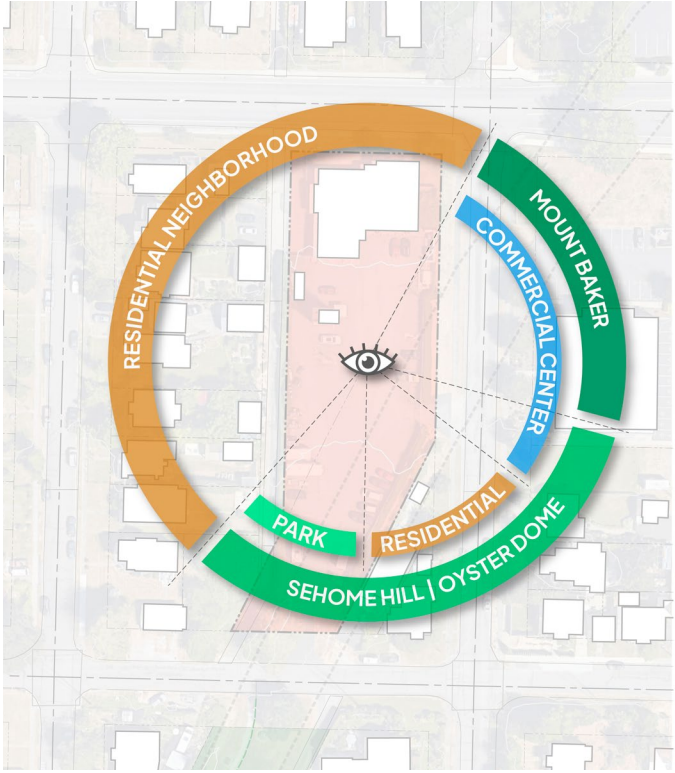 RESIDENTIAL NEIGHBORHOOD
MOUNT BAKER
COMMERCIAL CENTER
PARK
RESIDENTIAL
SEHOME HILL | OYSTER DOME